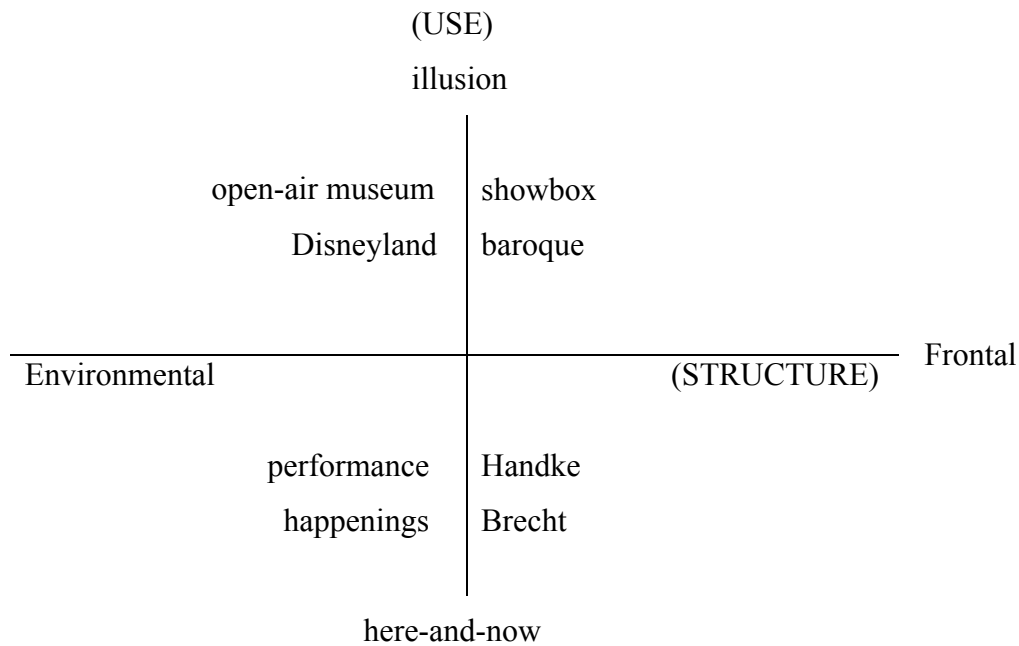 (USE)
illusion
open-air museum showbox
Disneyland baroque
Frontal
Environmental (STRUCTURE)
performance Handke
happenings Brecht
here-and-now